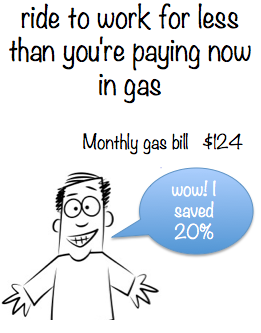 ride to work for less
than you're paying now
in gas
Monthly gas bill $124
wow! I
saved
20%